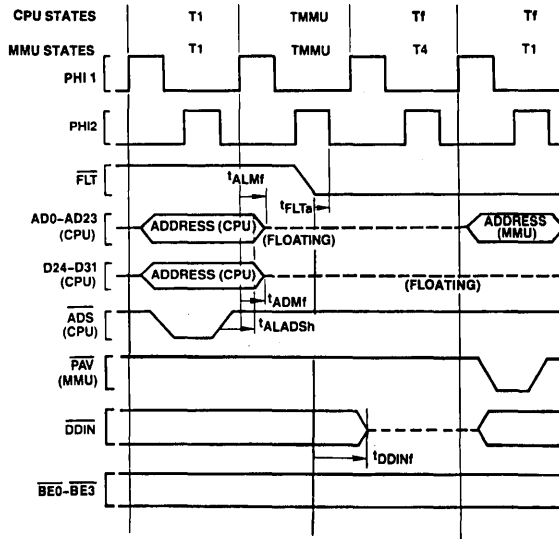 CPU STATES T1 TMMU Tf Tf
MMU STATES T1 TMMU T4 T1
PHI 1
PHI2
FLT
tALMf
tFLTa
AD0–AD23
(CPU)
ADDRESS (CPU)
(FLOATING)
ADDRESS
(MMU)
D24–D31
(CPU)
ADDRESS (CPU)
(FLOATING)
tADMf
ADS
(CPU)
tALADSh
PAV
(MMU)
DDIN
tDDINf
BE0–BE3